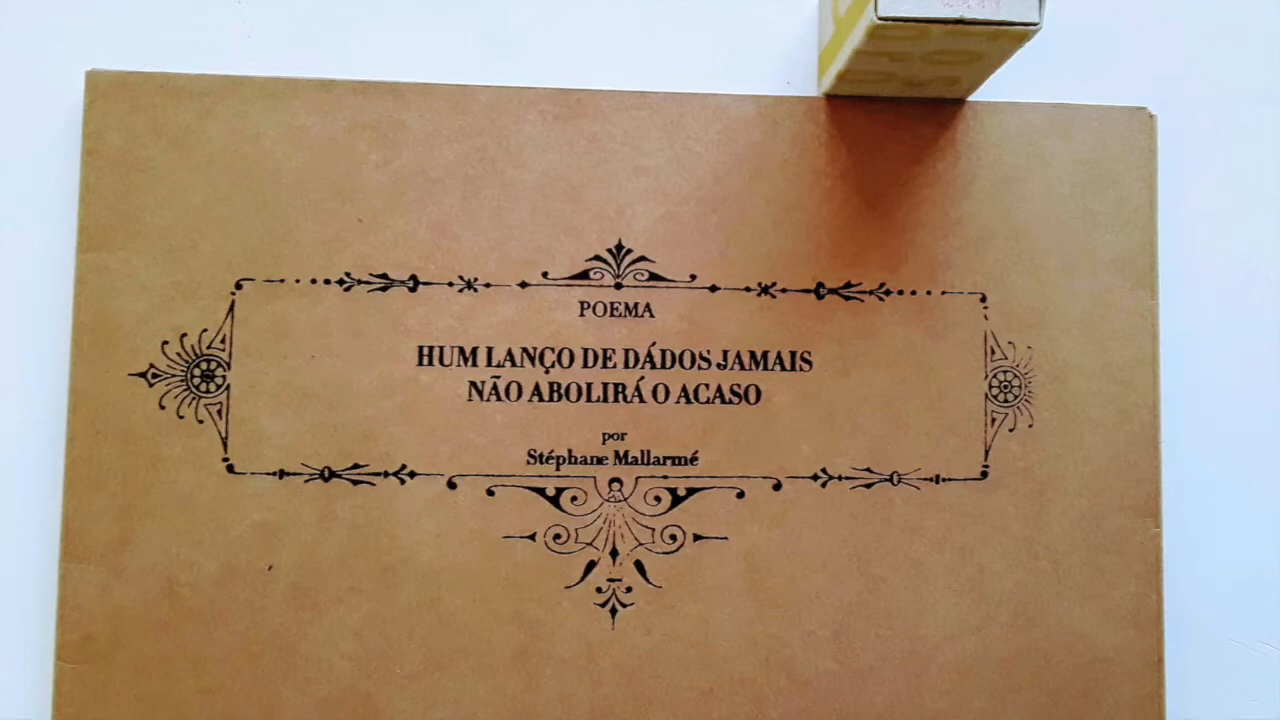 POEMA
HUM LANÇO DE DÁDOS JAMAIS
NÃO ABOLIRÁ O ACASO
por
Stéphane Mallarmé